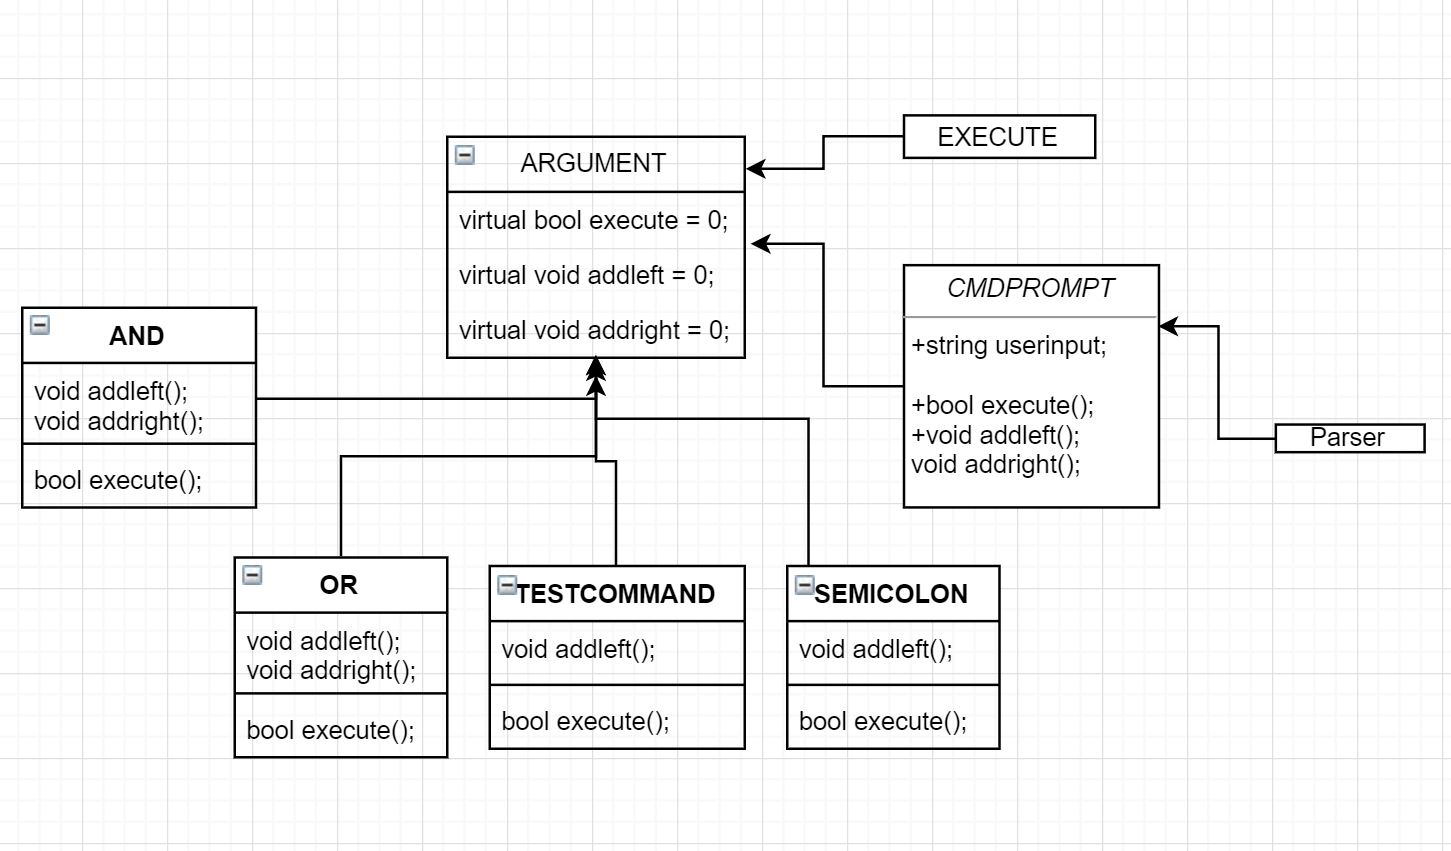 EXECUTE
ARGUMENT
virtual bool execute = 0;
virtual void addleft = 0;
virtual void addright = 0;
CMDPROMPT
+string userinput;
+bool execute();
+void addleft();
void addright();
Parser
AND
void addleft();
void addright();
bool execute();
OR
void addleft();
void addright();
bool execute();
TESTCOMMAND
void addleft();
bool execute();
SEMICOLON
void addleft();
bool execute();